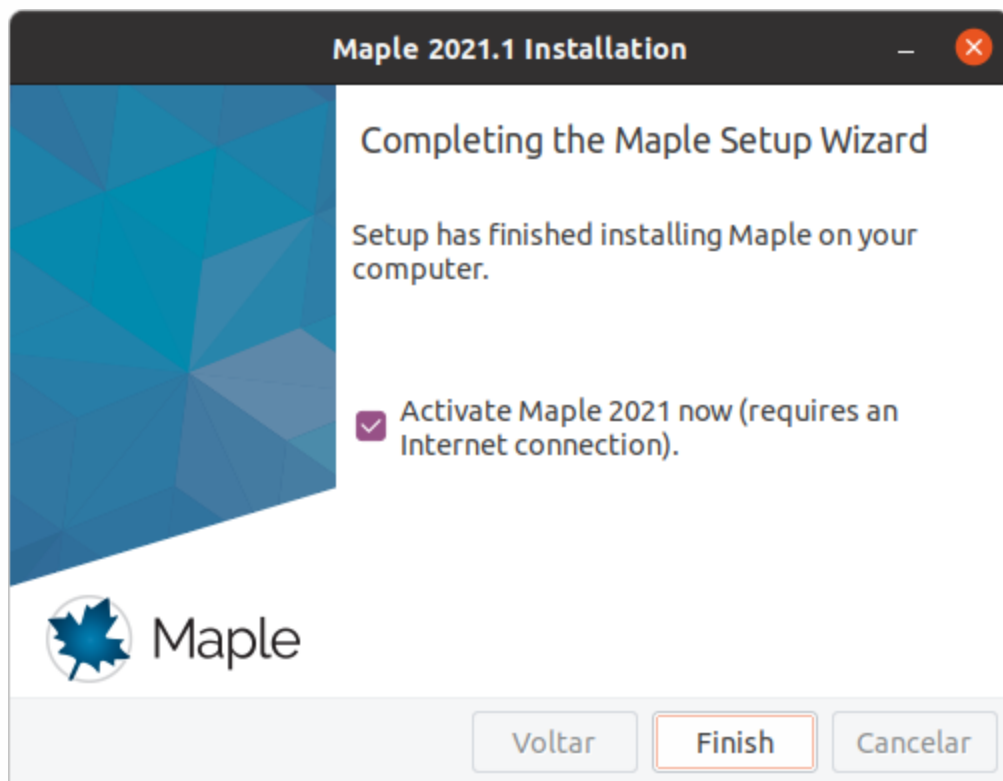 Maple 2021.1 Installation
Completing the Maple Setup Wizard
Setup has finished installing Maple on your
computer.
Activate Maple 2021 now (requires an
Internet connection).
Maple
Voltar
Finish
Cancelar